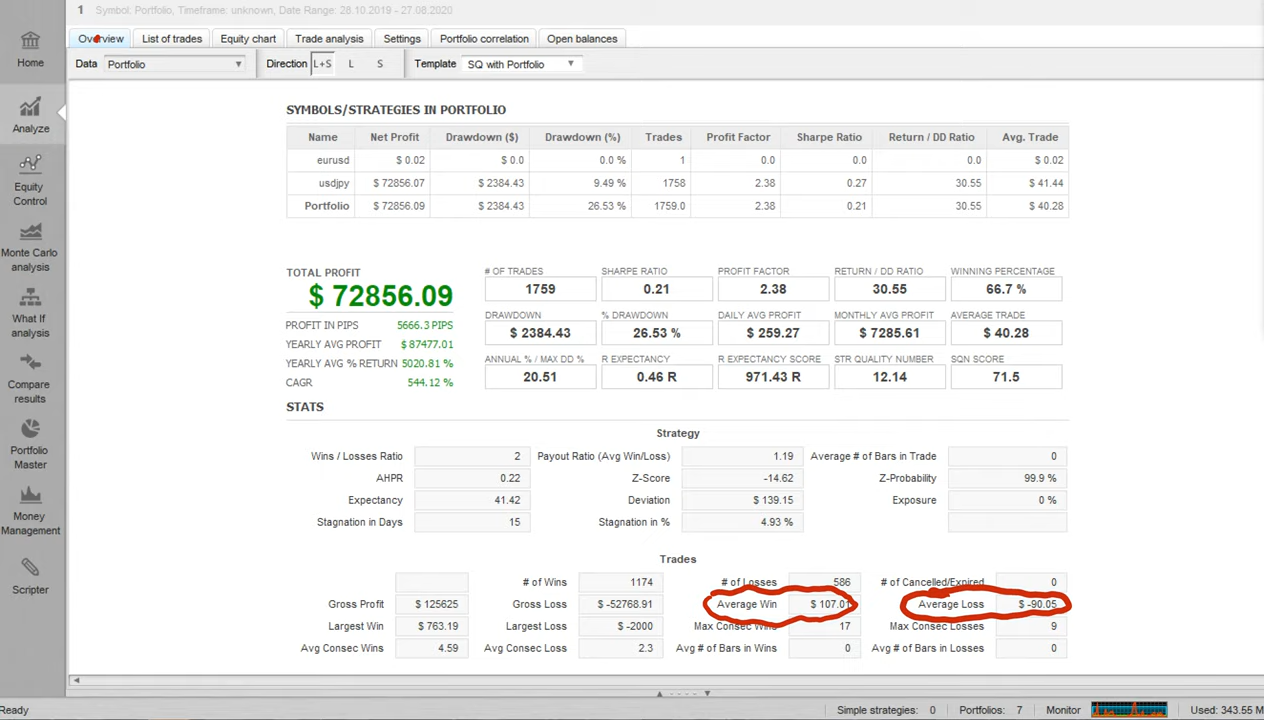 1 Symbol: Portfolio, Timeframe: unknown, Date Range: 28.10.2019 - 27.08.2020
Overview List of trades Equity chart Trade analysis Settings Portfolio correlation Open balances
Data Portfolio Direction L+S L S Template SQ with Portfolio
Home
Analyze
Equity
Control
Monte Carlo
analysis
What If
analysis
Compare
results
Portfolio
Master
Money
Management
Scripter
SYMBOLS/STRATEGIES IN PORTFOLIO
Name Net Profit Drawdown ($) Drawdown (%) Trades Profit Factor Sharpe Ratio Return / DD Ratio Avg. Trade
eurusd $ 0.02 $ 0.0 0.0 % 1 0.0 0.0 0.0 $ 0.02
usdjpy $ 72856.07 $ 2384.43 9.49 % 1758 2.38 0.27 30.55 $ 41.44
Portfolio $ 72856.09 $ 2384.43 26.53 % 1759.0 2.38 0.21 30.55 $ 40.28
TOTAL PROFIT
$ 72856.09
PROFIT IN PIPS 5666.3 PIPS
YEARLY AVG PROFIT $ 87477.01
YEARLY AVG % RETURN 5020.81 %
CAGR 544.12 %
# OF TRADES SHARPE RATIO PROFIT FACTOR RETURN / DD RATIO WINNING PERCENTAGE
1759 0.21 2.38 30.55 66.7 %
DRAWDOWN % DRAWDOWN DAILY AVG PROFIT MONTHLY AVG PROFIT AVERAGE TRADE
$ 2384.43 26.53 % $ 259.27 $ 7285.61 $ 40.28
ANNUAL % / MAX DD % R EXPECTANCY R EXPECTANCY SCORE STR QUALITY NUMBER SQN SCORE
20.51 0.46 R 971.43 R 12.14 71.5
STATS
Strategy
Wins / Losses Ratio 2 Payout Ratio (Avg Win/Loss) 1.19 Average # of Bars in Trade 0
AHPR 0.22 Z-Score -14.62 Z-Probability 99.9 %
Expectancy 41.42 Deviation $ 139.15 Exposure 0 %
Stagnation in Days 15 Stagnation in % 4.93 %
Trades
# of Wins 1174 # of Losses 586 # of Cancelled/Expired 0
Gross Profit $ 125625 Gross Loss $ -52768.91 Average Win $ 107.01 Average Loss $ -90.05
Largest Win $ 763.19 Largest Loss $ -2000 Max Consec Wins 17 Max Consec Losses 9
Avg Consec Wins 4.59 Avg Consec Loss 2.3 Avg # of Bars in Wins 0 Avg # of Bars in Losses 0
Ready Simple strategies: 0 Portfolios: 7 Monitor Used: 343.55 M